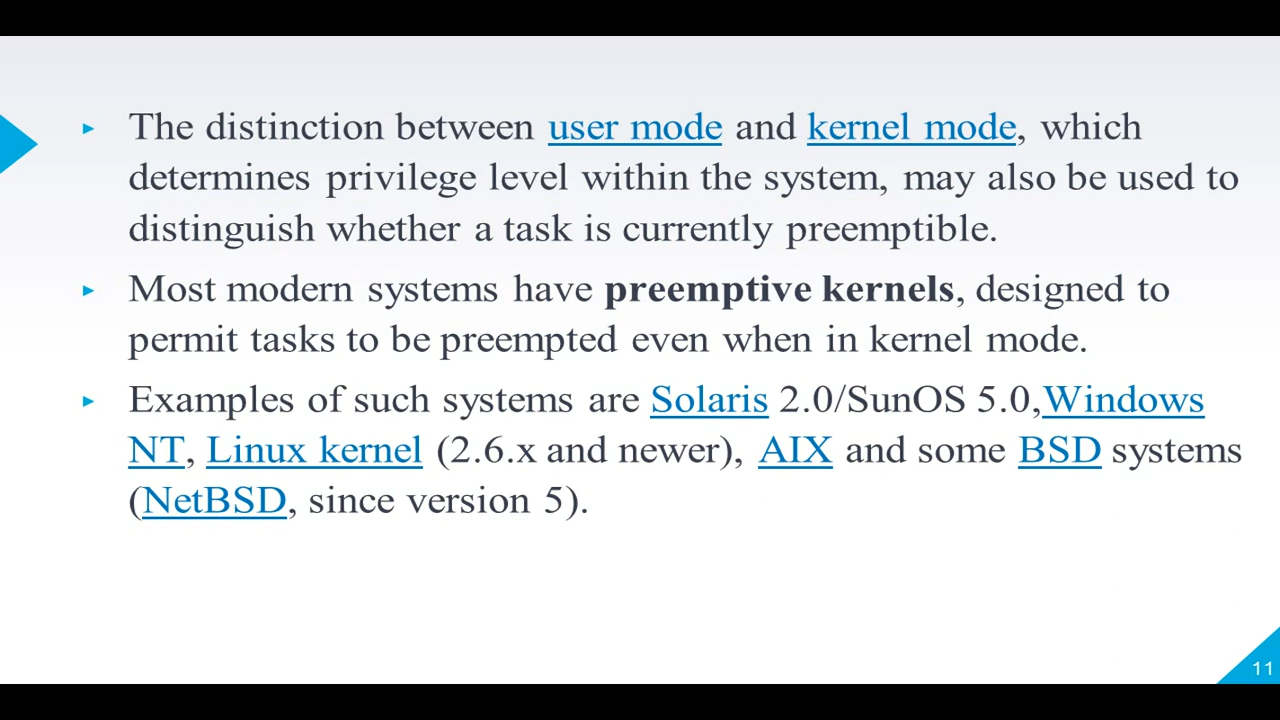 The distinction between user mode and kernel mode, which
determines privilege level within the system, may also be used to
distinguish whether a task is currently preemptible.
Most modern systems have preemptive kernels, designed to
permit tasks to be preempted even when in kernel mode.
Examples of such systems are Solaris 2.0/SunOS 5.0,Windows
NT, Linux kernel (2.6.x and newer), AIX and some BSD systems
(NetBSD, since version 5).
11